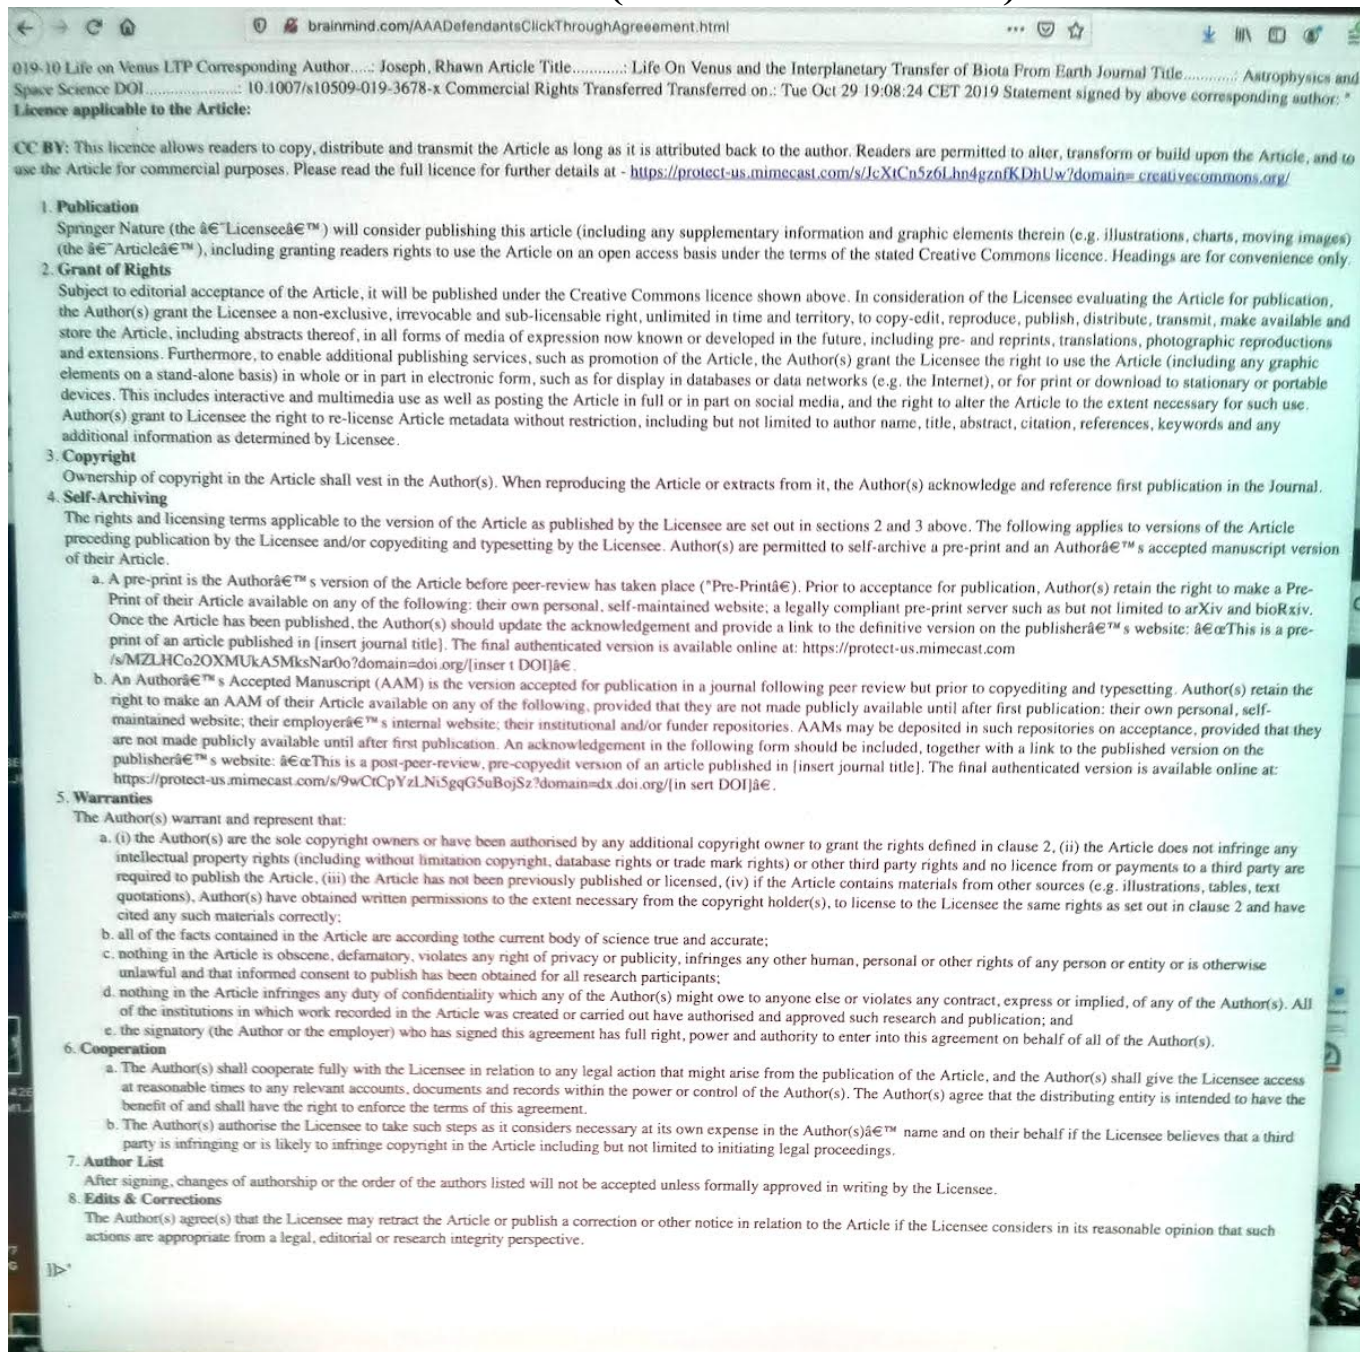 brainmind.com/AAADefendantsClickThroughAgreeement.html
019-10 Life on Venus LTP Corresponding Author.....: Joseph, Rhawn Article Title............: Life On Venus and the Interplanetary Transfer of Biota From Earth Journal Title............: Astrophysics and
Space Science DOI......................: 10.1007/s10509-019-3678-x Commercial Rights Transferred Transferred on.: Tue Oct 29 19:08:24 CET 2019 Statement signed by above corresponding author: "
Licence applicable to the Article:
CC BY: This licence allows readers to copy, distribute and transmit the Article as long as it is attributed back to the author. Readers are permitted to alter, transform or build upon the Article, and to
use the Article for commercial purposes. Please read the full licence for further details at - https://protect-us.mimecast.com/s/JcXtCn5z6Lhn4gznfKDhUw?domain= creativecommons.org/
1. Publication
Springer Nature (the â€˜Licenseeâ€™) will consider publishing this article (including any supplementary information and graphic elements therein (e.g. illustrations, charts, moving images)
(the â€˜Articleâ€™), including granting readers rights to use the Article on an open access basis under the terms of the stated Creative Commons licence. Headings are for convenience only.
2. Grant of Rights
Subject to editorial acceptance of the Article, it will be published under the Creative Commons licence shown above. In consideration of the Licensee evaluating the Article for publication,
the Author(s) grant the Licensee a non-exclusive, irrevocable and sub-licensable right, unlimited in time and territory, to copy-edit, reproduce, publish, distribute, transmit, make available and
store the Article, including abstracts thereof, in all forms of media of expression now known or developed in the future, including pre- and reprints, translations, photographic reproductions
and extensions. Furthermore, to enable additional publishing services, such as promotion of the Article, the Author(s) grant the Licensee the right to use the Article (including any graphic
elements on a stand-alone basis) in whole or in part in electronic form, such as for display in databases or data networks (e.g. the Internet), or for print or download to stationary or portable
devices. This includes interactive and multimedia use as well as posting the Article in full or in part on social media, and the right to alter the Article to the extent necessary for such use.
Author(s) grant to Licensee the right to re-license Article metadata without restriction, including but not limited to author name, title, abstract, citation, references, keywords and any
additional information as determined by Licensee.
3. Copyright
Ownership of copyright in the Article shall vest in the Author(s). When reproducing the Article or extracts from it, the Author(s) acknowledge and reference first publication in the Journal.
4. Self-Archiving
The rights and licensing terms applicable to the version of the Article as published by the Licensee are set out in sections 2 and 3 above. The following applies to versions of the Article
preceding publication by the Licensee and/or copyediting and typesetting by the Licensee. Author(s) are permitted to self-archive a pre-print and an Authorâ€™s accepted manuscript version
of their Article.
a. A pre-print is the Authorâ€™s version of the Article before peer-review has taken place ("Pre-Printâ€). Prior to acceptance for publication, Author(s) retain the right to make a Pre-
Print of their Article available on any of the following: their own personal, self-maintained website; a legally compliant pre-print server such as but not limited to arXiv and bioRxiv.
Once the Article has been published, the Author(s) should update the acknowledgement and provide a link to the definitive version on the publisherâ€™s website: â€œThis is a pre-
print of an article published in [insert journal title]. The final authenticated version is available online at: https://protect-us.mimecast.com
/s/MZLHCo2OXMUkA5MksNar0o?domain=doi.org/[inser t DOI]â€.
b. An Authorâ€™s Accepted Manuscript (AAM) is the version accepted for publication in a journal following peer review but prior to copyediting and typesetting. Author(s) retain the
right to make an AAM of their Article available on any of the following, provided that they are not made publicly available until after first publication: their own personal, self-
maintained website; their employerâ€™s internal website; their institutional and/or funder repositories. AAMs may be deposited in such repositories on acceptance, provided that they
are not made publicly available until after first publication. An acknowledgement in the following form should be included, together with a link to the published version on the
publisherâ€™s website: â€œThis is a post-peer-review, pre-copyedit version of an article published in [insert journal title]. The final authenticated version is available online at:
https://protect-us.mimecast.com/s/9wCtCpYzLNi5gqG5uBojSz?domain=dx.doi.org/[in sert DOI]â€.
5. Warranties
The Author(s) warrant and represent that:
a. (i) the Author(s) are the sole copyright owners or have been authorised by any additional copyright owner to grant the rights defined in clause 2, (ii) the Article does not infringe any
intellectual property rights (including without limitation copyright, database rights or trade mark rights) or other third party rights and no licence from or payments to a third party are
required to publish the Article, (iii) the Article has not been previously published or licensed, (iv) if the Article contains materials from other sources (e.g. illustrations, tables, text
quotations), Author(s) have obtained written permissions to the extent necessary from the copyright holder(s), to license to the Licensee the same rights as set out in clause 2 and have
cited any such materials correctly;
b. all of the facts contained in the Article are according tothe current body of science true and accurate;
c. nothing in the Article is obscene, defamatory, violates any right of privacy or publicity, infringes any other human, personal or other rights of any person or entity or is otherwise
unlawful and that informed consent to publish has been obtained for all research participants;
d. nothing in the Article infringes any duty of confidentiality which any of the Author(s) might owe to anyone else or violates any contract, express or implied, of any of the Author(s). All
of the institutions in which work recorded in the Article was created or carried out have authorised and approved such research and publication; and
e. the signatory (the Author or the employer) who has signed this agreement has full right, power and authority to enter into this agreement on behalf of all of the Author(s).
6. Cooperation
a. The Author(s) shall cooperate fully with the Licensee in relation to any legal action that might arise from the publication of the Article, and the Author(s) shall give the Licensee access
at reasonable times to any relevant accounts, documents and records within the power or control of the Author(s). The Author(s) agree that the distributing entity is intended to have the
benefit of and shall have the right to enforce the terms of this agreement.
b. The Author(s) authorise the Licensee to take such steps as it considers necessary at its own expense in the Author(s)â€™ name and on their behalf if the Licensee believes that a third
party is infringing or is likely to infringe copyright in the Article including but not limited to initiating legal proceedings.
7. Author List
After signing, changes of authorship or the order of the authors listed will not be accepted unless formally approved in writing by the Licensee.
8. Edits & Corrections
The Author(s) agree(s) that the Licensee may retract the Article or publish a correction or other notice in relation to the Article if the Licensee considers in its reasonable opinion that such
actions are appropriate from a legal, editorial or research integrity perspective.
]]>'